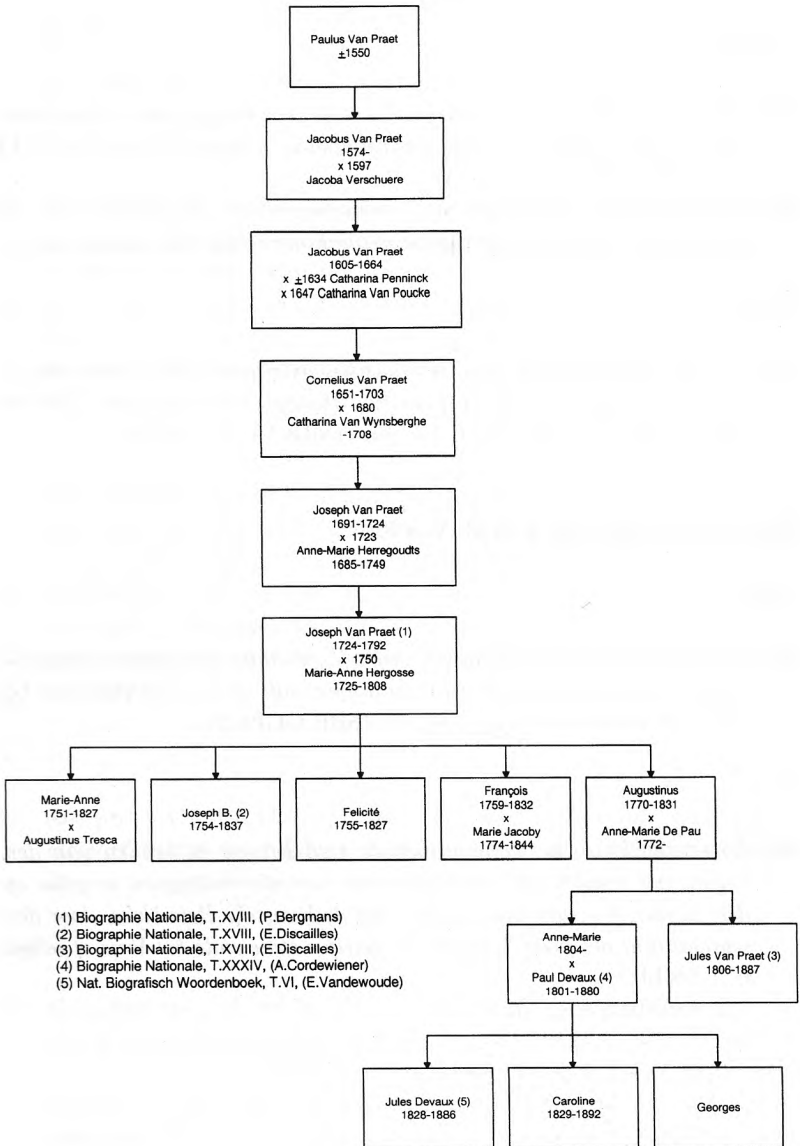 Paulus Van Praet
±1550
Jacobus Van Praet
1574-
x 1597
Jacoba Verschuere
Jacobus Van Praet
1605-1664
x ±1634 Catharina Penninck
x 1647 Catharina Van Poucke
Cornelius Van Praet
1651-1703
x 1680
Catharina Van Wynsberghe
-1708
Joseph Van Praet
1691-1724
x 1723
Anne-Marie Herregoudts
1685-1749
Joseph Van Praet (1)
1724-1792
x 1750
Marie-Anne Hergosse
1725-1808
Marie-Anne
1751-1827
x
Augustinus Tresca
Joseph B. (2)
1754-1837
Felicité
1755-1827
François
1759-1832
x
Marie Jacoby
1774-1844
Augustinus
1770-1831
x
Anne-Marie De Pau
1772-
(1) Biographie Nationale, T.XVIII, (P.Bergmans)
(2) Biographie Nationale, T.XVIII, (E.Discailles)
(3) Biographie Nationale, T.XVIII, (E.Discailles)
(4) Biographie Nationale, T.XXXIV, (A.Cordewiener)
(5) Nat. Biografisch Woordenboek, T.VI, (E.Vandewoude)
Anne-Marie
1804-
x
Paul Devaux (4)
1801-1880
Jules Van Praet (3)
1806-1887
Jules Devaux (5)
1828-1886
Caroline
1829-1892
Georges